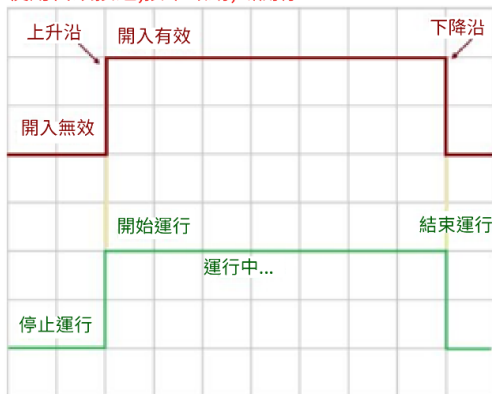 上升沿
開入有效
下降沿
開入無效
開始運行
結束運行
運行中...
停止運行